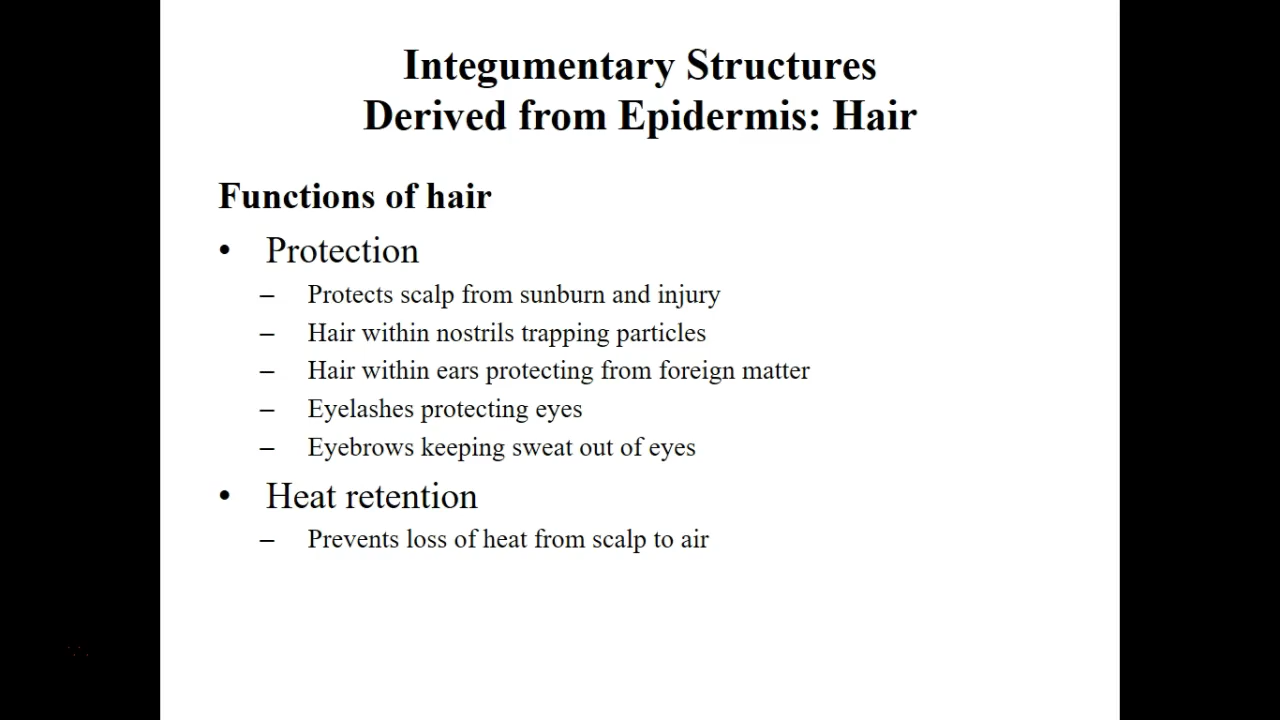 Integumentary Structures
Derived from Epidermis: Hair
Functions of hair
• Protection
– Protects scalp from sunburn and injury
– Hair within nostrils trapping particles
– Hair within ears protecting from foreign matter
– Eyelashes protecting eyes
– Eyebrows keeping sweat out of eyes
• Heat retention
– Prevents loss of heat from scalp to air